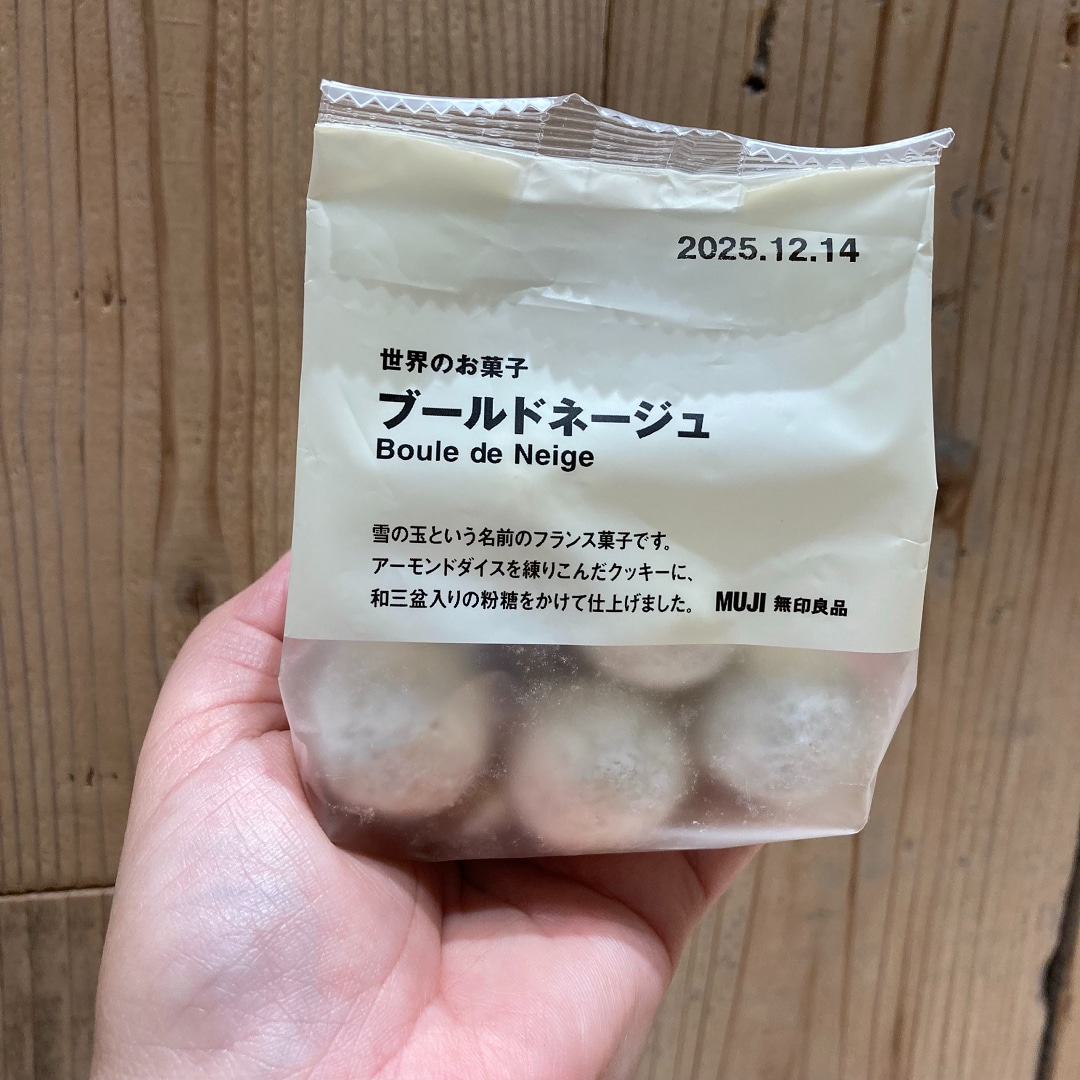 2025.12.14
世界のお菓子
ブールドネージュ
Boule de Neige
雪の玉という名前のフランス菓子です。
アーモンドダイスを練りこんだクッキーに、
和三盆入りの粉糖をかけて仕上げました。 MUJI 無印良品